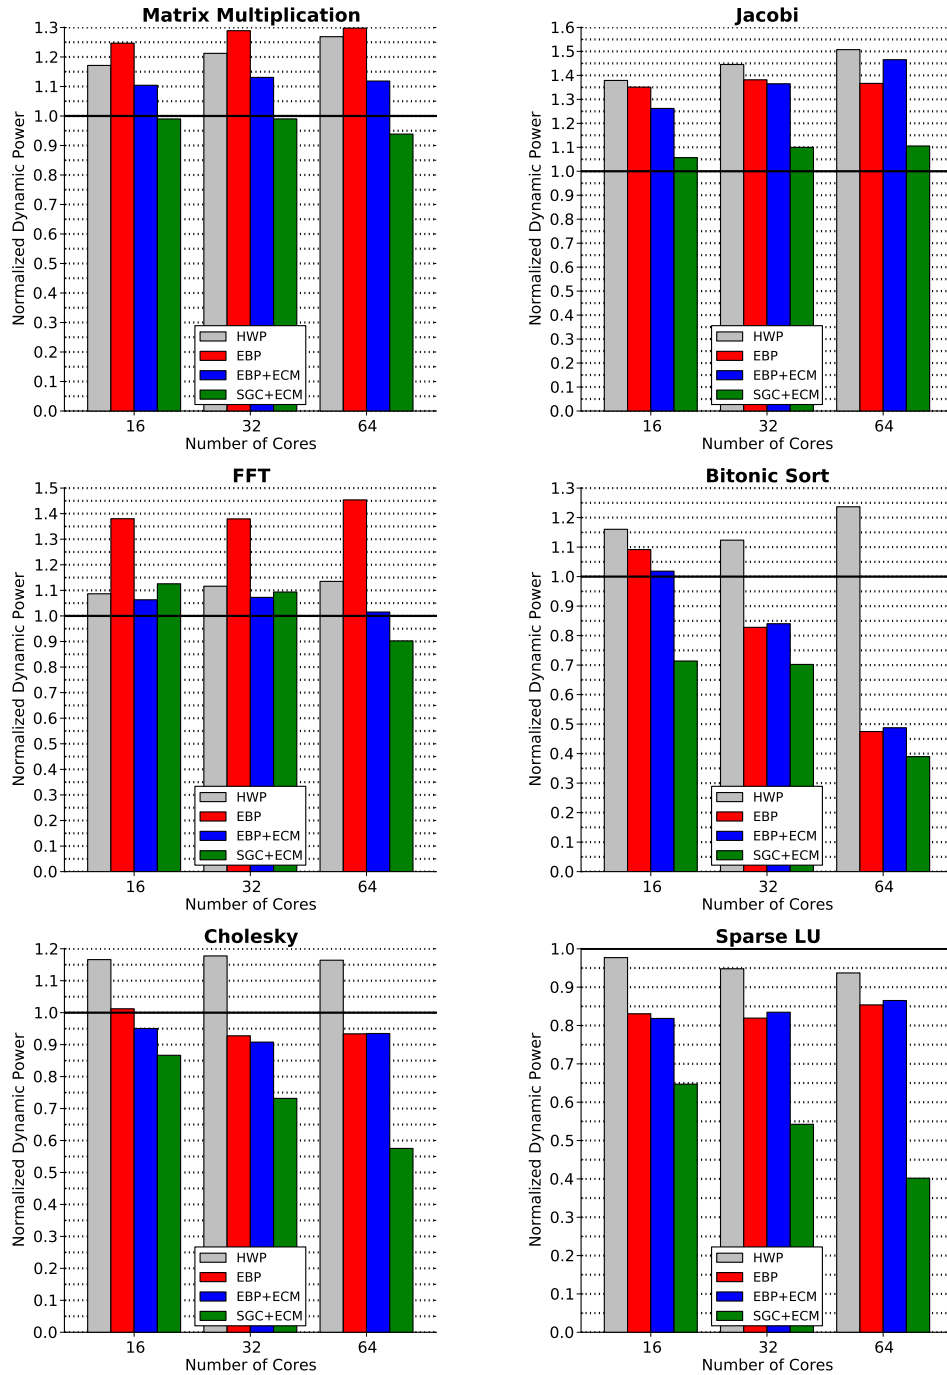 Matrix Multiplication
Normalized Dynamic Power
1.3
1.2
1.1
1.0
0.9
0.8
0.7
0.6
0.5
0.4
0.3
0.2
0.1
0.0
HWP
EBP
EBP+ECM
SGC+ECM
16 32 64
Number of Cores
Jacobi
Normalized Dynamic Power
1.6
1.5
1.4
1.3
1.2
1.1
1.0
0.9
0.8
0.7
0.6
0.5
0.4
0.3
0.2
0.1
0.0
HWP
EBP
EBP+ECM
SGC+ECM
16 32 64
Number of Cores
FFT
Normalized Dynamic Power
1.5
1.4
1.3
1.2
1.1
1.0
0.9
0.8
0.7
0.6
0.5
0.4
0.3
0.2
0.1
0.0
HWP
EBP
EBP+ECM
SGC+ECM
16 32 64
Number of Cores
Bitonic Sort
Normalized Dynamic Power
1.3
1.2
1.1
1.0
0.9
0.8
0.7
0.6
0.5
0.4
0.3
0.2
0.1
0.0
HWP
EBP
EBP+ECM
SGC+ECM
16 32 64
Number of Cores
Cholesky
Normalized Dynamic Power
1.2
1.1
1.0
0.9
0.8
0.7
0.6
0.5
0.4
0.3
0.2
0.1
0.0
HWP
EBP
EBP+ECM
SGC+ECM
16 32 64
Number of Cores
Sparse LU
Normalized Dynamic Power
1.0
0.9
0.8
0.7
0.6
0.5
0.4
0.3
0.2
0.1
0.0
HWP
EBP
EBP+ECM
SGC+ECM
16 32 64
Number of Cores